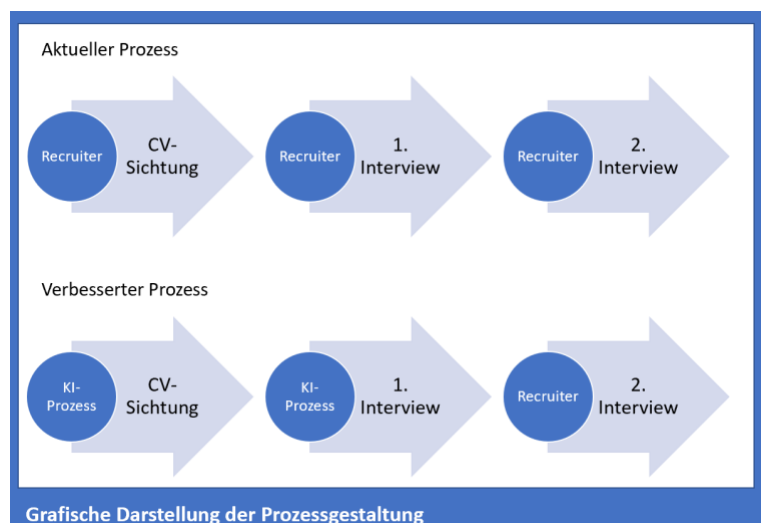 Aktueller Prozess
Recruiter
CV-
Sichtung
Recruiter
1.
Interview
Recruiter
2.
Interview
Verbesserter Prozess
KI-
Prozess
CV-
Sichtung
KI-
Prozess
1.
Interview
Recruiter
2.
Interview
Grafische Darstellung der Prozessgestaltung